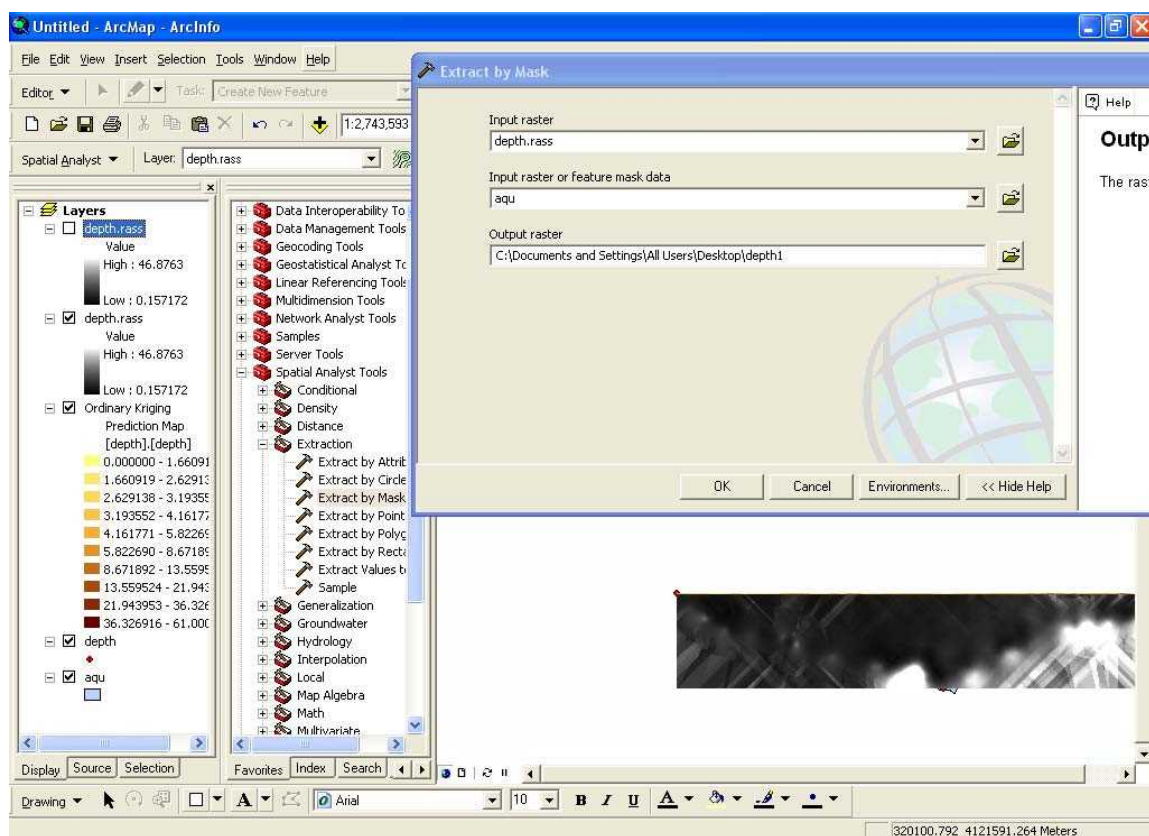 Untitled - ArcMap - ArcInfo
File Edit View Insert Selection Tools Window Help
Editor Task: Create New Feature
1:2,743,593
Spatial Analyst Layer: depth.rass
Layers
depth.rass
Value
High : 46.8763
Low : 0.157172
depth.rass
Value
High : 46.8763
Low : 0.157172
Ordinary Kriging
Prediction Map
[depth].[depth]
0.000000 - 1.66091
1.660919 - 2.62913
2.629138 - 3.19355
3.193552 - 4.16177
4.161771 - 5.82269
5.822690 - 8.67189
8.671892 - 13.5595
13.559524 - 21.943
21.943953 - 36.326
36.326916 - 61.000
depth
aqu
Display Source Selection
Data Interoperability To
Data Management Tools
Geocoding Tools
Geostatistical Analyst To
Linear Referencing Tools
Multidimension Tools
Network Analyst Tools
Samples
Server Tools
Spatial Analyst Tools
Conditional
Density
Distance
Extraction
Extract by Attrib
Extract by Circle
Extract by Mask
Extract by Point
Extract by Polyg
Extract by Recta
Extract Values t
Sample
Generalization
Groundwater
Hydrology
Interpolation
Local
Map Algebra
Math
Multivariate
Favorites Index Search
Extract by Mask
Input raster
depth.rass
Input raster or feature mask data
aqu
Output raster
C:\Documents and Settings\All Users\Desktop\depth1
OK Cancel Environments... << Hide Help
Help
Outp
The ras
Drawing A Arial 10 B I U A
320100.792 4121591.264 Meters